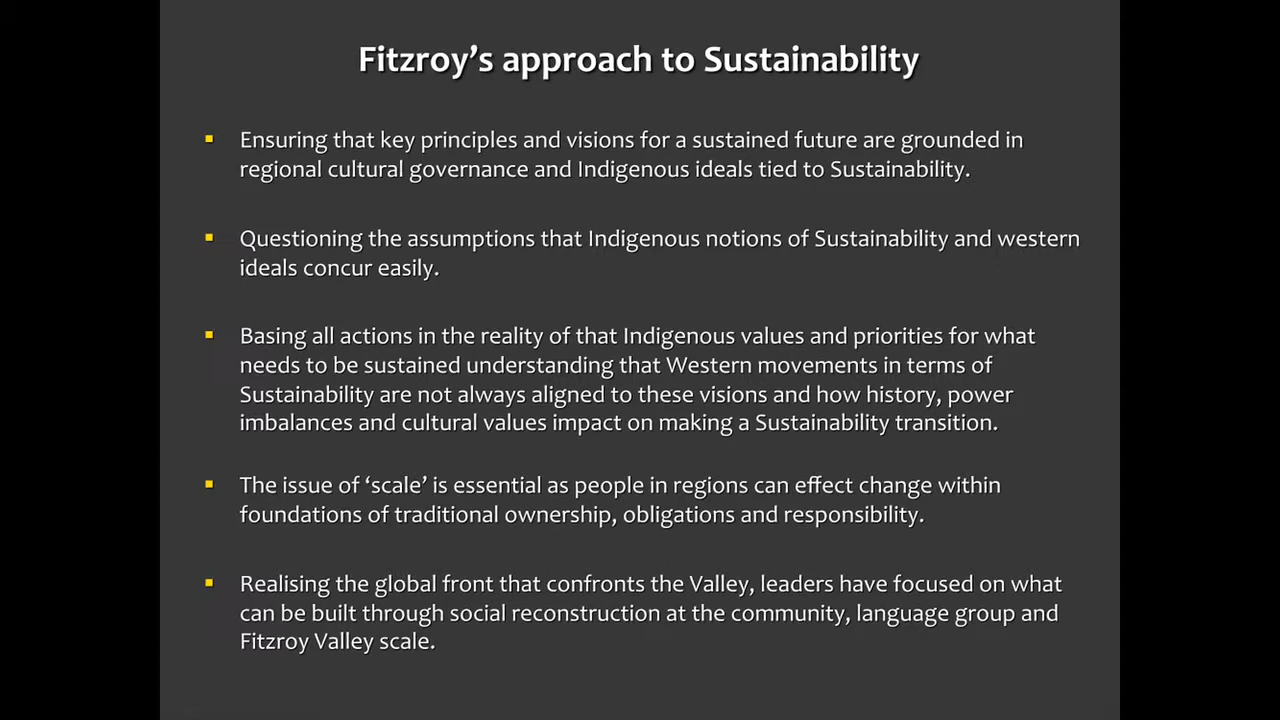 Fitzroy’s approach to Sustainability
▪ Ensuring that key principles and visions for a sustained future are grounded in
regional cultural governance and Indigenous ideals tied to Sustainability.
▪ Questioning the assumptions that Indigenous notions of Sustainability and western
ideals concur easily.
▪ Basing all actions in the reality of that Indigenous values and priorities for what
needs to be sustained understanding that Western movements in terms of
Sustainability are not always aligned to these visions and how history, power
imbalances and cultural values impact on making a Sustainability transition.
▪ The issue of ‘scale’ is essential as people in regions can effect change within
foundations of traditional ownership, obligations and responsibility.
▪ Realising the global front that confronts the Valley, leaders have focused on what
can be built through social reconstruction at the community, language group and
Fitzroy Valley scale.